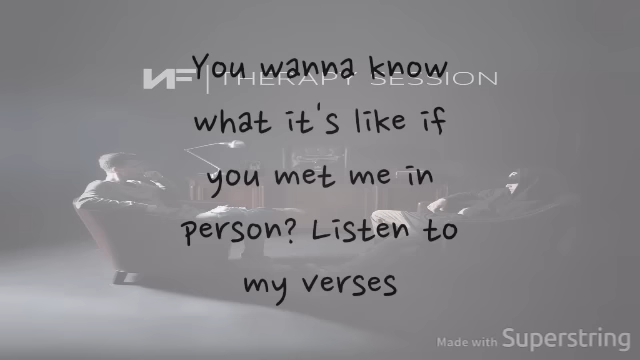 You wanna know
NF | THERAPY SESSION
what it's like if
you met me in
person? Listen to
my verses
Made with Superstring